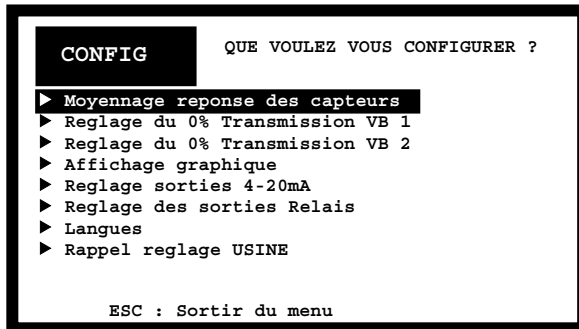 CONFIG
QUE VOULEZ VOUS CONFIGURER ?
Moyennage reponse des capteurs
Reglage du 0% Transmission VB 1
Reglage du 0% Transmission VB 2
Affichage graphique
Reglage sorties 4-20mA
Reglage des sorties Relais
Langues
Rappel reglage USINE
ESC : Sortir du menu